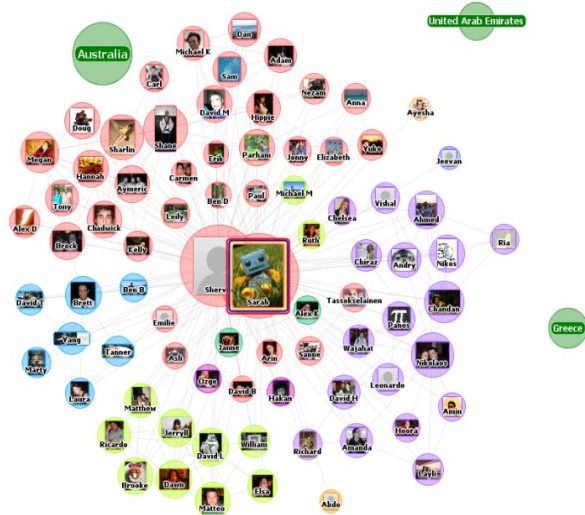 United Arab Emirates
Dan
Michael K
Australia
Adam
Sam
Carl
Nezam
Anna
David M
Hippie
Ayesha
Doug
Sharlin
Shane
Yuko
Megan
Erik
Parham
Jenny
Elizabeth
Jeevan
Hannah
Carmen
Aymeric
Michael M
Tony
Ben D
Paul
Vishal
Chelsea
Leily
Ahmed
Chadwick
Alex D
Ruth
Ria
Brock
Kelly
Chiraz
Andry
Nikos
Sherv
Ben B
David T
Brett
Sarah
Tassokselainen
Chandan
Alex K
Emilie
Panos
Greece
Yang
Janne
Wajahat
Tanner
Asli
Arin
Sanne
Nikolaos
Marty
Ozge
Leonardo
Laura
David B
Hakan
David H
Matthew
Amin
Hoora
Ricardo
Jerryll
William
Amanda
David L
Richard
Brooke
Dawn
Elsa
Layli
Matteo
Abdo